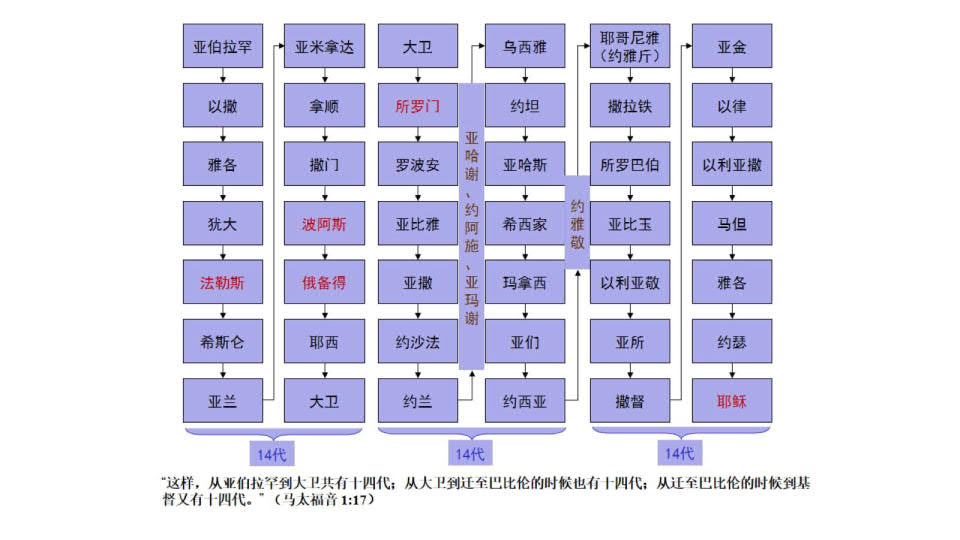 亚伯拉罕
以撒
雅各
犹大
法勒斯
希斯仑
亚兰
亚米拿达
拿顺
撒门
波阿斯
俄备得
耶西
大卫
14代
大卫
所罗门
罗波安
亚比雅
亚撒
约沙法
约兰
亚哈谢、约阿施、亚玛谢
乌西雅
约坦
亚哈斯
希西家
玛拿西
亚们
约西亚
14代
约雅敬
耶哥尼雅
（约雅斤）
撒拉铁
所罗巴伯
亚比玉
以利亚敬
亚所
撒督
亚金
以律
以利亚撒
马但
雅各
约瑟
耶稣
14代
“这样，从亚伯拉罕到大卫共有十四代；从大卫到迁至巴比伦的时候也有十四代；从迁至巴比伦的时候到基
督又有十四代。”（马太福音1:17）